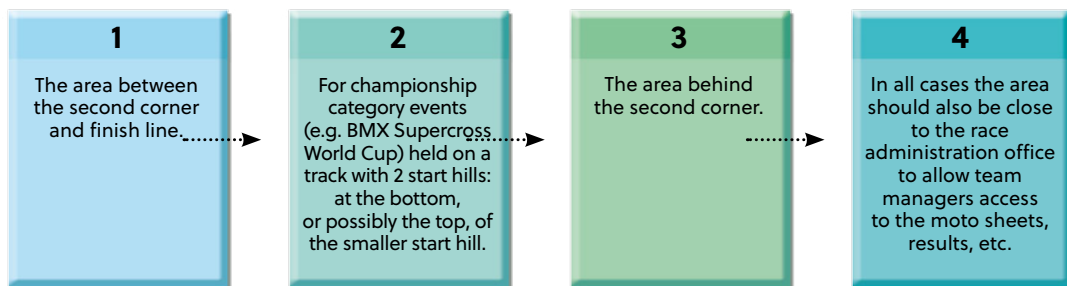 1
The area between
the second corner
and finish line.
2
For championship
category events
(e.g. BMX Supercross
World Cup) held on a
track with 2 start hills:
at the bottom,
or possibly the top, of
the smaller start hill.
3
The area behind
the second corner.
4
In all cases the area
should also be close
to the race
administration office
to allow team
managers access
to the moto sheets,
results, etc.